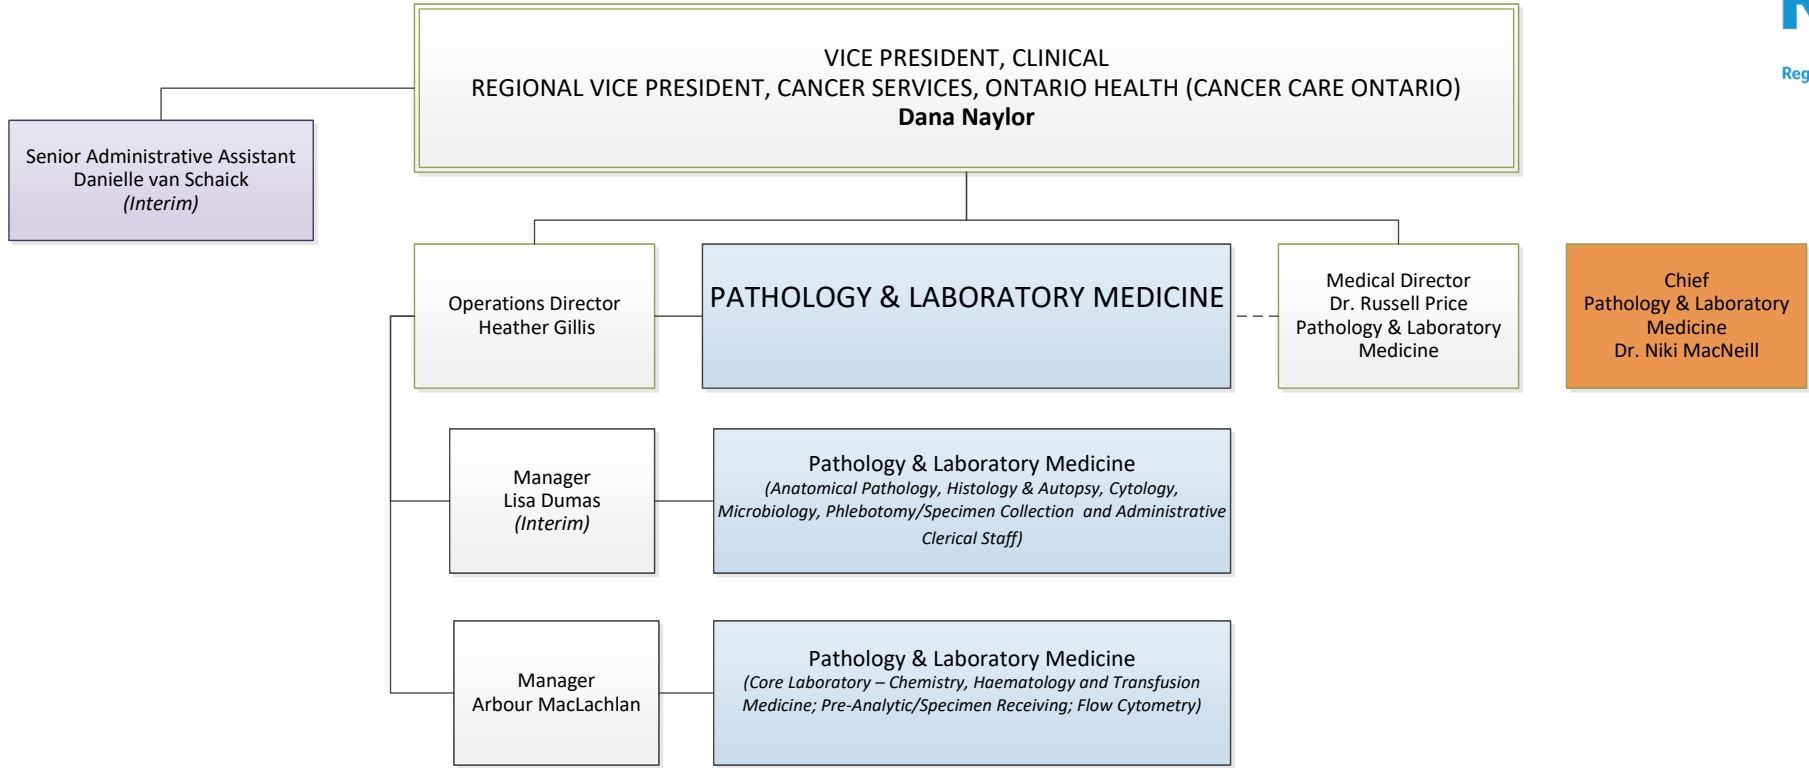 VICE PRESIDENT, CLINICAL
REGIONAL VICE PRESIDENT, CANCER SERVICES, ONTARIO HEALTH (CANCER CARE ONTARIO)
Dana Naylor
Reg
Senior Administrative Assistant
Danielle van Schaick
(Interim)
Operations Director
Heather Gillis
PATHOLOGY & LABORATORY MEDICINE
Medical Director
Dr. Russell Price
Pathology & Laboratory
Medicine
Chief
Pathology & Laboratory
Medicine
Dr. Niki MacNeill
Manager
Lisa Dumas
(Interim)
Pathology & Laboratory Medicine
(Anatomical Pathology, Histology & Autopsy, Cytology,
Microbiology, Phlebotomy/Specimen Collection and Administrative
Clerical Staff)
Manager
Arbour MacLachlan
Pathology & Laboratory Medicine
(Core Laboratory – Chemistry, Haematology and Transfusion
Medicine; Pre-Analytic/Specimen Receiving; Flow Cytometry)